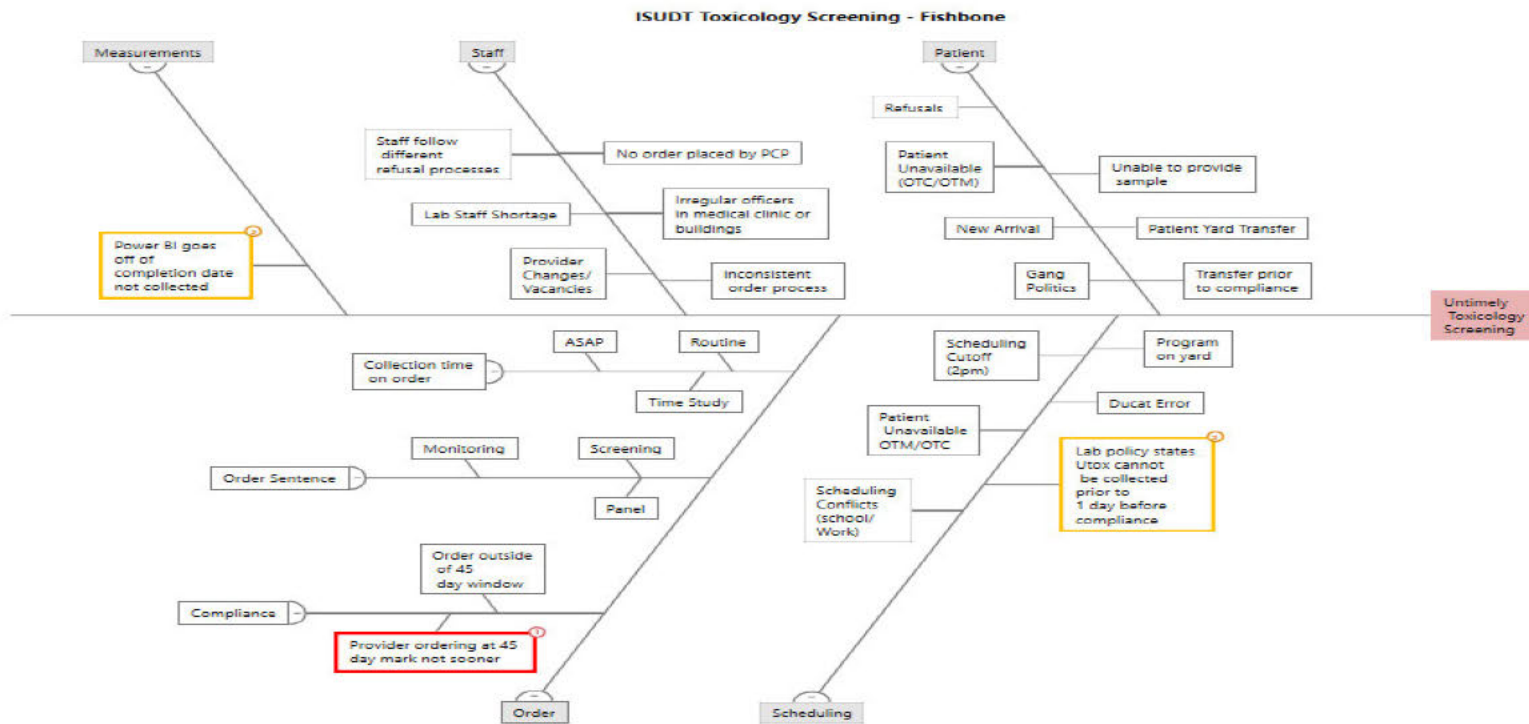 ISUDT Toxicology Screening - Fishbone
Measurements
Staff
Patient
Refusals
Staff follow
different
refusal processes
No order placed by PCP
Patient
Unavailable
(OTC/OTM)
Unable to provide
sample
Lab Staff Shortage
Irregular officers
in medical clinic or
buildings
New Arrival
Patient Yard Transfer
Power BI goes
off of
completion date
not collected
2
Provider
Changes/
Vacancies
Inconsistent
order process
Gang
Politics
Transfer prior
to compliance
Untimely
Toxicology
Screening
Collection time
on order
ASAP
Routine
Time Study
Scheduling
Cutoff
(2pm)
Program
on yard
Ducat Error
Patient
Unavailable
OTM/OTC
Order Sentence
Monitoring
Screening
Panel
Lab policy states
Utox cannot
be collected
prior to
1 day before
compliance
2
Scheduling
Conflicts
(school/
Work)
Compliance
Order outside
of 45
day window
Provider ordering at 45
day mark not sooner
1
Order
Scheduling